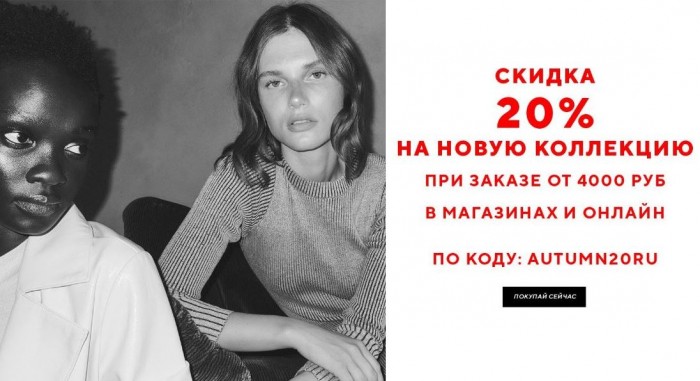 СКИДКА
20%
НА НОВУЮ КОЛЛЕКЦИЮ
ПРИ ЗАКАЗЕ ОТ 4000 РУБ
В МАГАЗИНАХ И ОНЛАЙН
ПО КОДУ: AUTUMN20RU
ПОКУПАЙ СЕЙЧАС